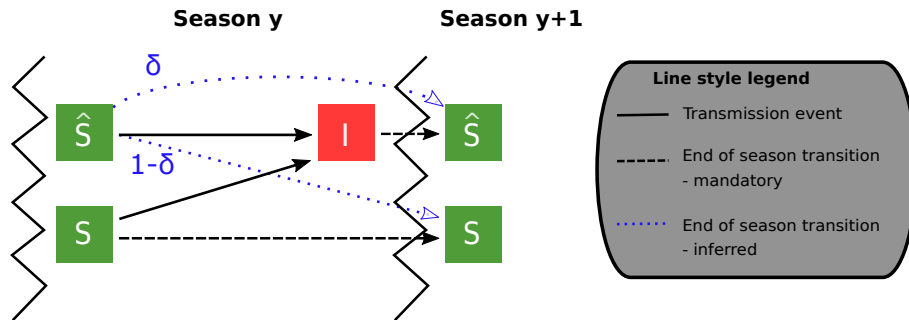 Season y
Season y+1
δ
Ŝ
I
Ŝ
1-δ
S
S
Line style legend
Transmission event
End of season transition
- mandatory
End of season transition
- inferred